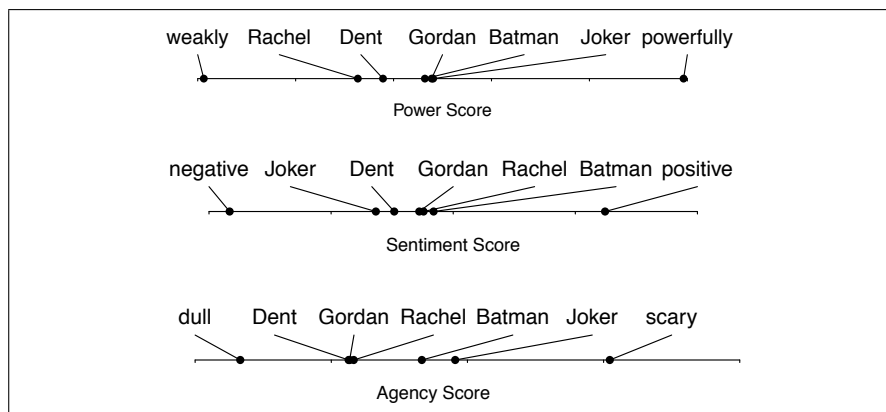 weakly Rachel Dent Gordan Batman Joker powerfully
Power Score
negative Joker Dent Gordan Rachel Batman positive
Sentiment Score
dull Dent Gordan Rachel Batman Joker scary
Agency Score